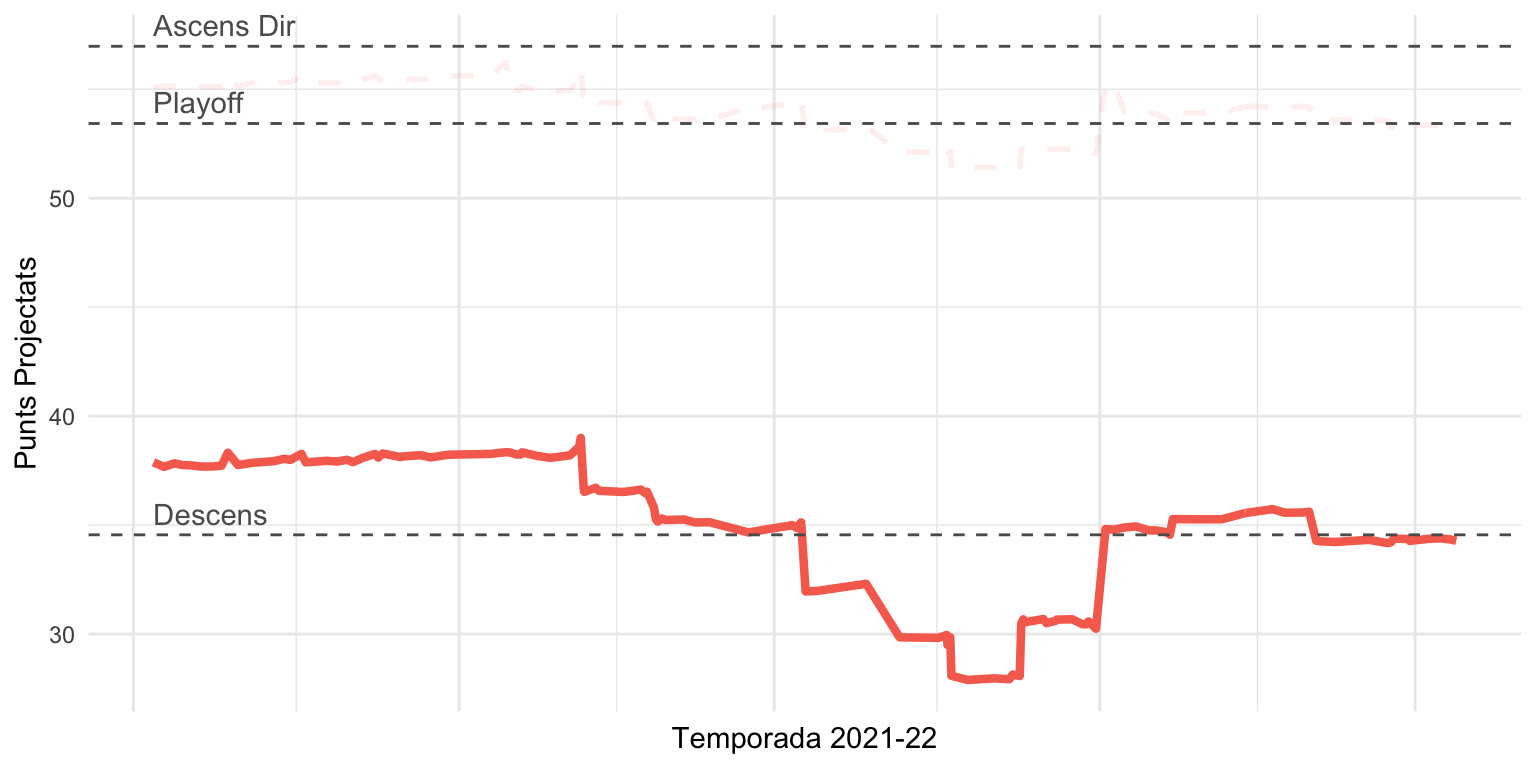 Ascens Dir
Playoff
50
Punts Projectats
40
Descens
30
Temporada 2021-22